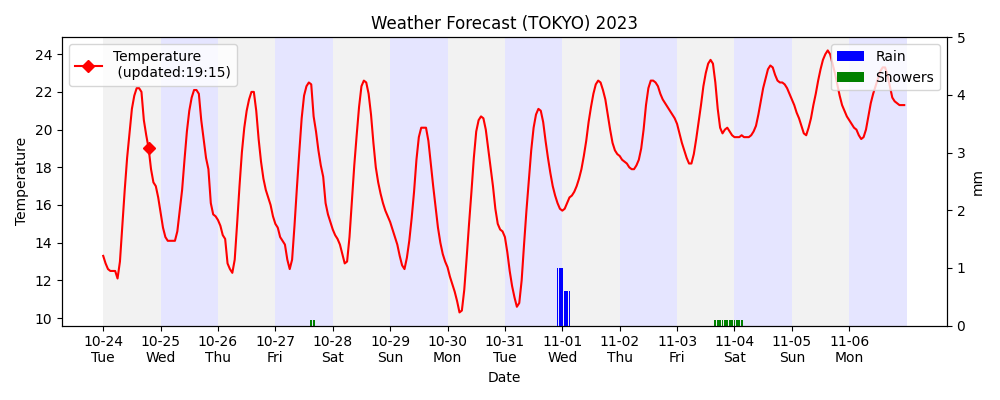 Weather Forecast (TOKYO) 2023
Temperature
(updated:19:15)
Rain
Showers
24
22
20
18
16
14
12
10
Temperature
5
4
3
2
1
0
mm
10-24 10-25 10-26 10-27 10-28 10-29 10-30 10-31 11-01 11-02 11-03 11-04 11-05 11-06
Tue Wed Thu Fri Sat Sun Mon Tue Wed Thu Fri Sat Sun Mon
Date